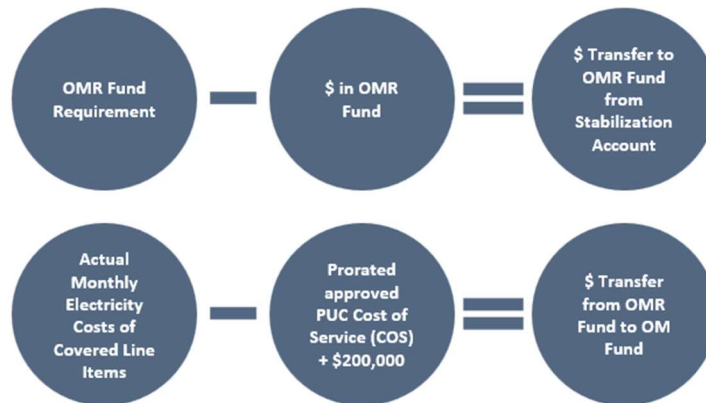 OMR Fund
Requirement
$ in OMR
Fund
$ Transfer to
OMR Fund
from
Stabilization
Account
Actual
Monthly
Electricity
Costs of
Covered Line
Items
Prorated
approved
PUC Cost of
Service (COS)
+ $200,000
$ Transfer
from OMR
Fund to OM
Fund